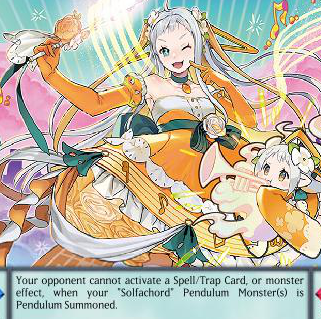 Your opponent cannot activate a Spell/Trap Card, or monster
effect, when your "Solfachord" Pendulum Monster(s) is
Pendulum Summoned.